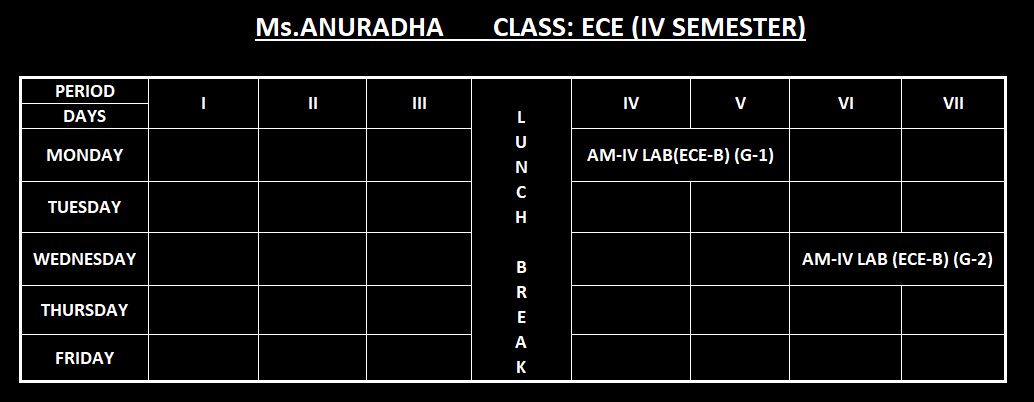 Ms.ANURADHA CLASS: ECE (IV SEMESTER)
PERIOD
DAYS
I II III LUNCH BREAK IV V VI VII
MONDAY AM-IV LAB(ECE-B) (G-1)
TUESDAY
WEDNESDAY AM-IV LAB (ECE-B) (G-2)
THURSDAY
FRIDAY